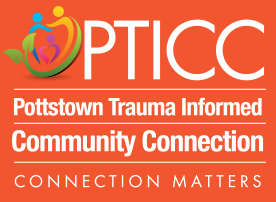 PTICC
Pottstown Trauma Informed
Community Connection
CONNECTION MATTERS